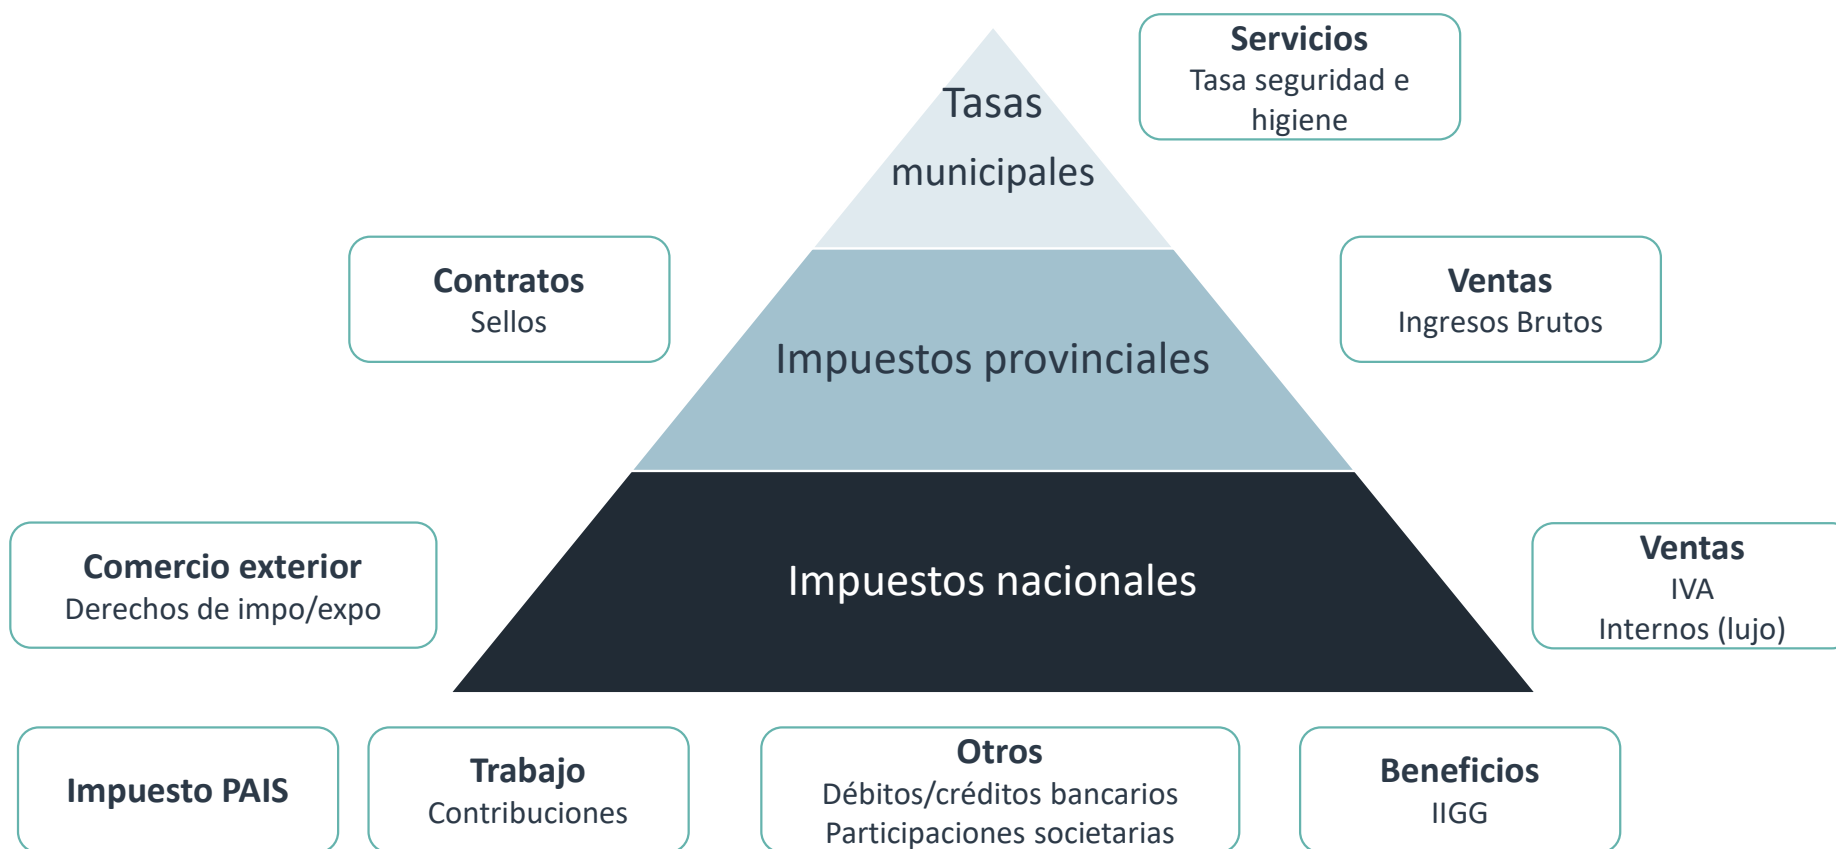 Servicios
Tasa seguridad e
higiene
Tasas
municipales
Contratos
Sellos
Ventas
Ingresos Brutos
Impuestos provinciales
Comercio exterior
Derechos de impo/expo
Impuestos nacionales
Ventas
IVA
Internos (lujo)
Impuesto PAIS
Trabajo
Contribuciones
Otros
Débitos/créditos bancarios
Participaciones societarias
Beneficios
IIGG